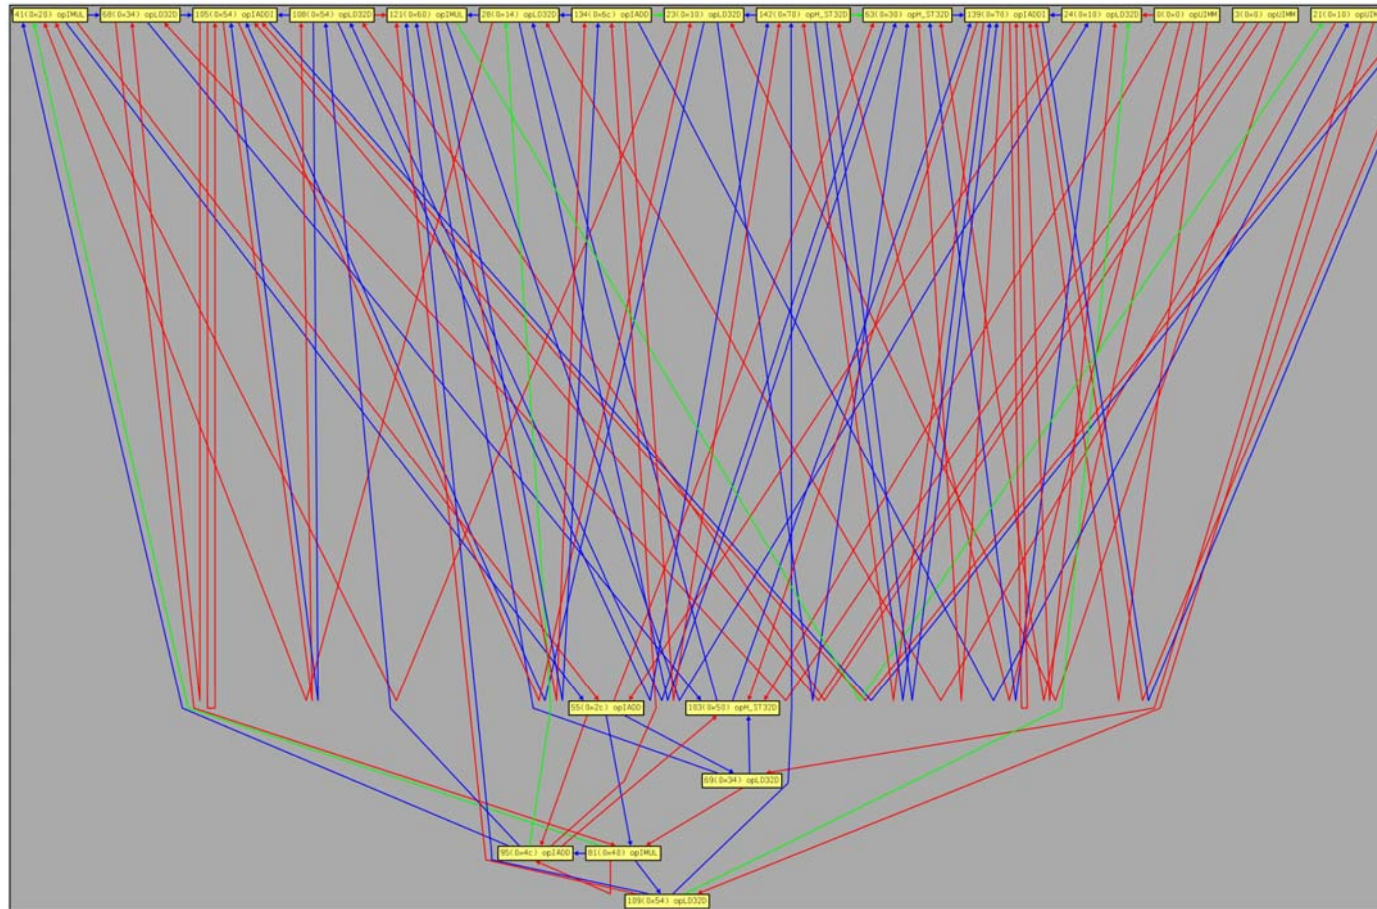 41(0x20) opIMUL
68(0x34) opLD32D
105(0x54) opIADDI
108(0x54) opLD32D
121(0x60) opIMUL
28(0x14) opLD32D
134(0x6c) opIADD
23(0x10) opLD32D
142(0x78) opH_ST32D
63(0x30) opH_ST32D
139(0x70) opIADDI
24(0x10) opLD32D
0(0x0) opUIMM
3(0x0) opUIMM
21(0x10)
55(0x2c) opIADD
103(0x50) opH_ST32D
69(0x34) opLD32D
95(0x4c) opIADD
81(0x40) opIMUL
109(0x54) opLD32D